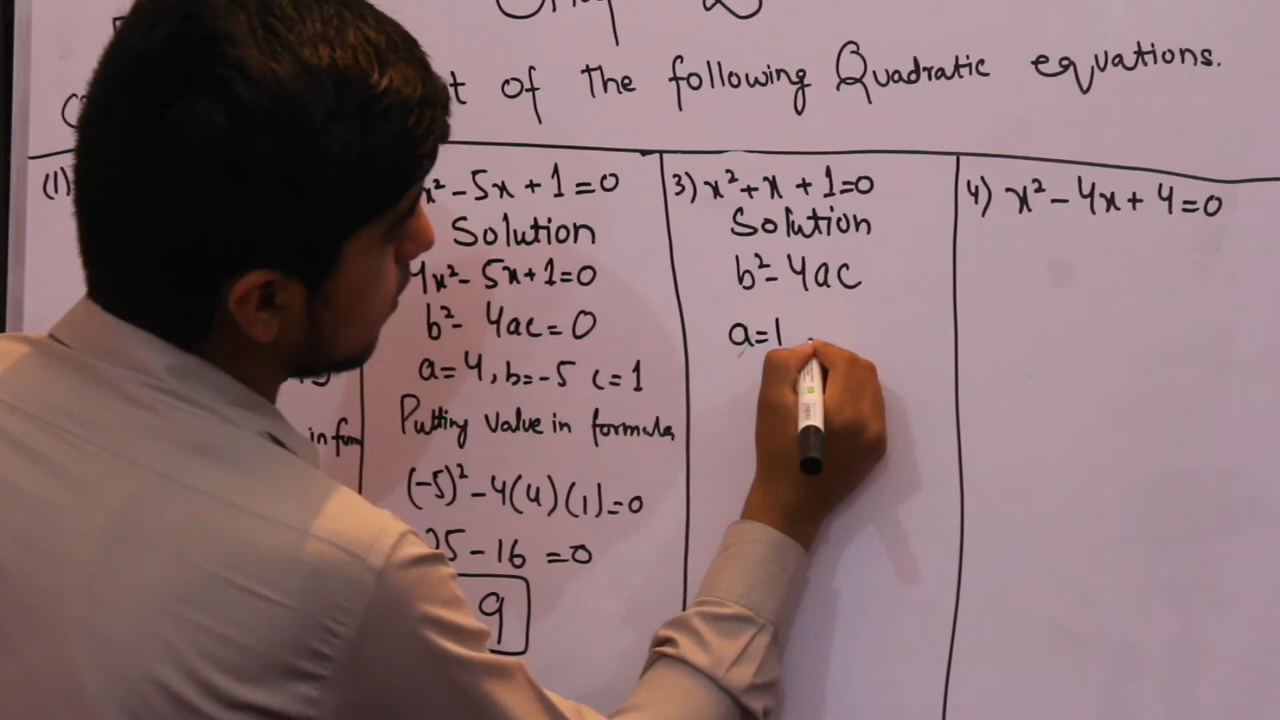 t of the following Quadratic equations.
(1)
x² - 5x + 1 = 0
Solution
4x² - 5x + 1 = 0
b² - 4ac = 0
a = 4, b = -5 c = 1
Putting value in formula
(-5)² - 4(4)(1) = 0
25 - 16 = 0
9
in form
3) x² + x + 1 = 0
Solution
b² - 4ac
a = 1
4) x² - 4x + 4 = 0